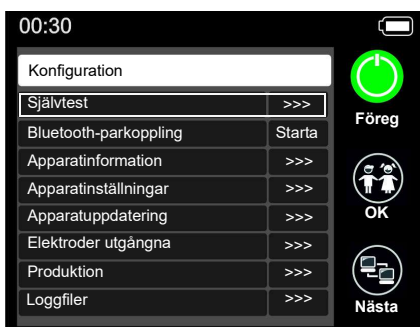 00:30
Konfiguration
Självtest >>>
Bluetooth-parkoppling Starta
Apparatinformation >>>
Apparatinställningar >>>
Apparatuppdatering >>>
Elektroder utgångna >>>
Produktion >>>
Loggfiler >>>
Föreg
OK
Nästa